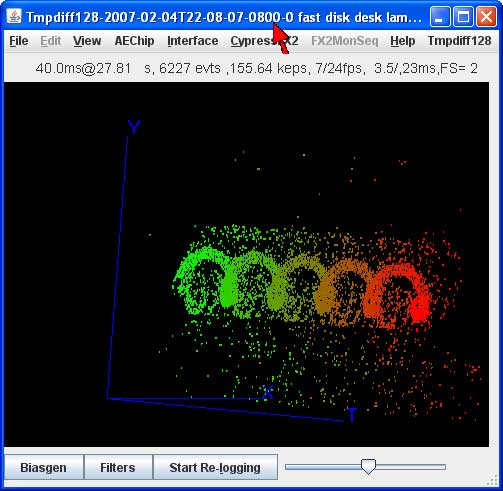 Tmpdiff128-2007-02-04T22-08-07-0800-0 fast disk desk lam...
File Edit View AEChip Interface CypressFX2 FX2MonSeq Help Tmpdiff128
40.0ms@27.81 s, 6227 evts ,155.64 keps, 7/24fps, 3.5/,23ms,FS= 2
Y
X
T
Biasgen Filters Start Re-logging